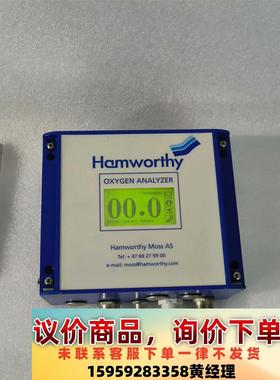 Hamworthy
OXYGEN ANALYZER
00.0
Hamworthy Moss AS
Tel: + 47 69 27 99 00
e-mail: moss@hamworthy.com
议价商品，询价下单
未联系客服下单一律不发货
15959283358黄经理